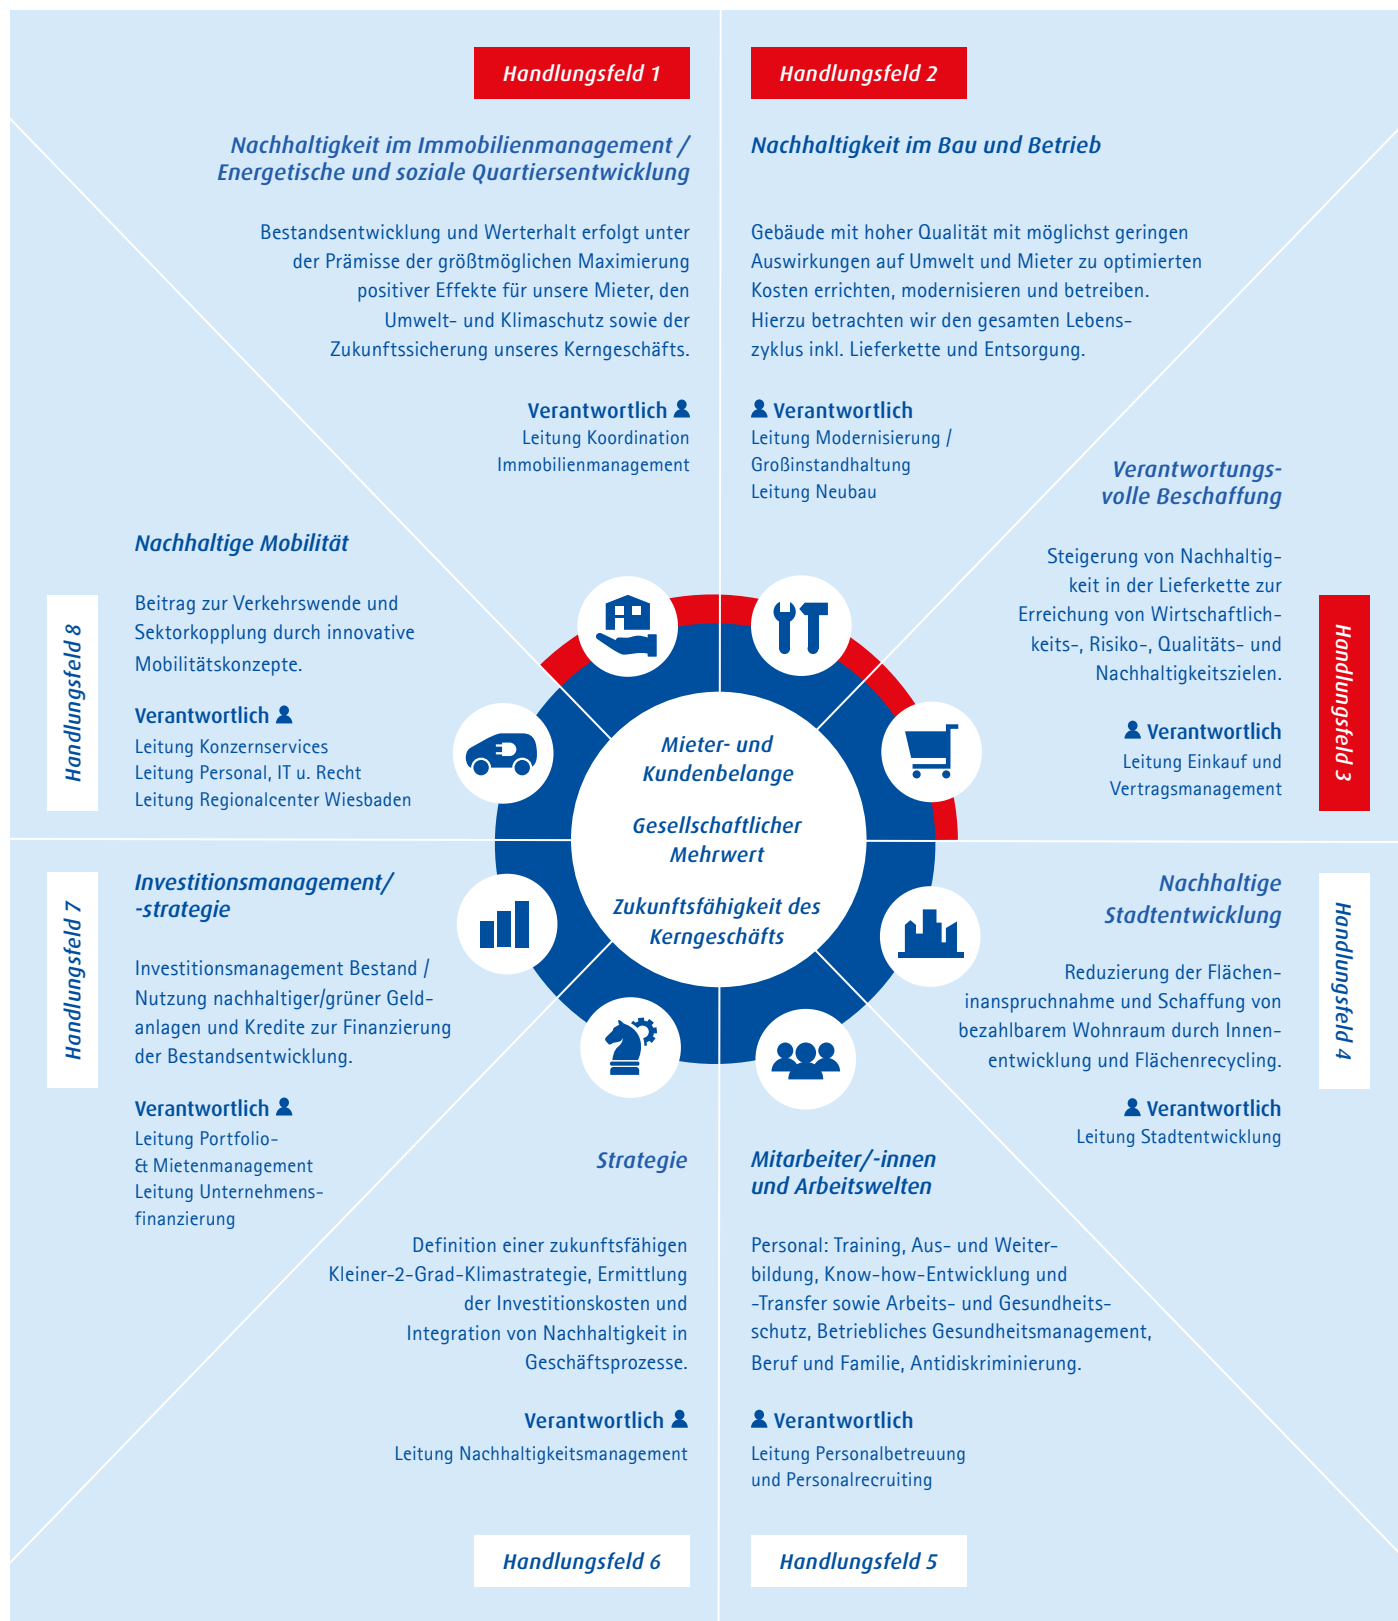 Handlungsfeld 1
Nachhaltigkeit im Immobilienmanagement /
Energetische und soziale Quartiersentwicklung
Bestandsentwicklung und Werterhalt erfolgt unter
der Prämisse der größtmöglichen Maximierung
positiver Effekte für unsere Mieter, den
Umwelt- und Klimaschutz sowie der
Zukunftssicherung unseres Kerngeschäfts.
Verantwortlich
Leitung Koordination
Immobilienmanagement
Handlungsfeld 2
Nachhaltigkeit im Bau und Betrieb
Gebäude mit hoher Qualität mit möglichst geringen
Auswirkungen auf Umwelt und Mieter zu optimierten
Kosten errichten, modernisieren und betreiben.
Hierzu betrachten wir den gesamten Lebens-
zyklus inkl. Lieferkette und Entsorgung.
Verantwortlich
Leitung Modernisierung /
Großinstandhaltung
Leitung Neubau
Handlungsfeld 3
Verantwortungs-
volle Beschaffung
Steigerung von Nachhaltig-
keit in der Lieferkette zur
Erreichung von Wirtschaftlich-
keits-, Risiko-, Qualitäts- und
Nachhaltigkeitszielen.
Verantwortlich
Leitung Einkauf und
Vertragsmanagement
Handlungsfeld 4
Nachhaltige
Stadtentwicklung
Reduzierung der Flächen-
inanspruchnahme und Schaffung von
bezahlbarem Wohnraum durch Innen-
entwicklung und Flächenrecycling.
Verantwortlich
Leitung Stadtentwicklung
Mitarbeiter/-innen
und Arbeitswelten
Personal: Training, Aus- und Weiter-
bildung, Know-how-Entwicklung und
-Transfer sowie Arbeits- und Gesundheits-
schutz, Betriebliches Gesundheitsmanagement,
Beruf und Familie, Antidiskriminierung.
Verantwortlich
Leitung Personalbetreuung
und Personalrecruiting
Handlungsfeld 5
Strategie
Definition einer zukunftsfähigen
Kleiner-2-Grad-Klimastrategie, Ermittlung
der Investitionskosten und
Integration von Nachhaltigkeit in
Geschäftsprozesse.
Verantwortlich
Leitung Nachhaltigkeitsmanagement
Handlungsfeld 6
Handlungsfeld 7
Investitionsmanagement/
-strategie
Investitionsmanagement Bestand /
Nutzung nachhaltiger/grüner Geld-
anlagen und Kredite zur Finanzierung
der Bestandsentwicklung.
Verantwortlich
Leitung Portfolio-
& Mietenmanagement
Leitung Unternehmens-
finanzierung
Handlungsfeld 8
Nachhaltige Mobilität
Beitrag zur Verkehrswende und
Sektorkopplung durch innovative
Mobilitätskonzepte.
Verantwortlich
Leitung Konzernservices
Leitung Personal, IT u. Recht
Leitung Regionalcenter Wiesbaden
Mieter- und
Kundenbelange
Gesellschaftlicher
Mehrwert
Zukunftsfähigkeit des
Kerngeschäfts